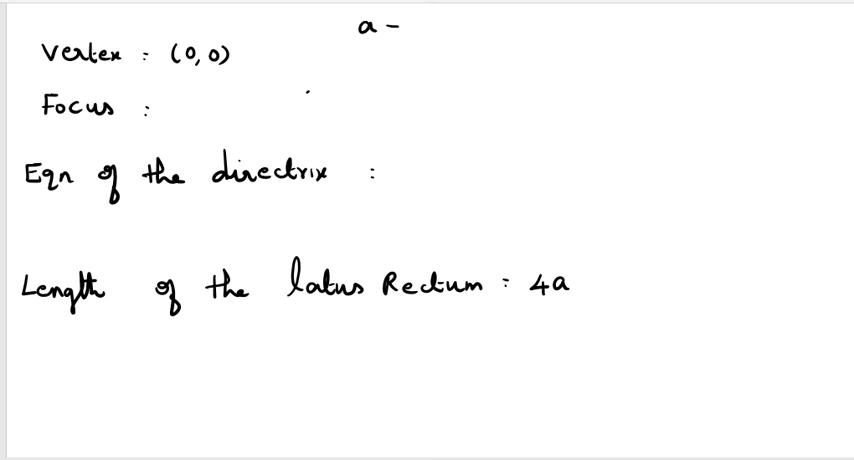 a -
Vertex : (0, 0)
Focus :
Eqn of the directrix :
Length of the latus Rectum : 4a